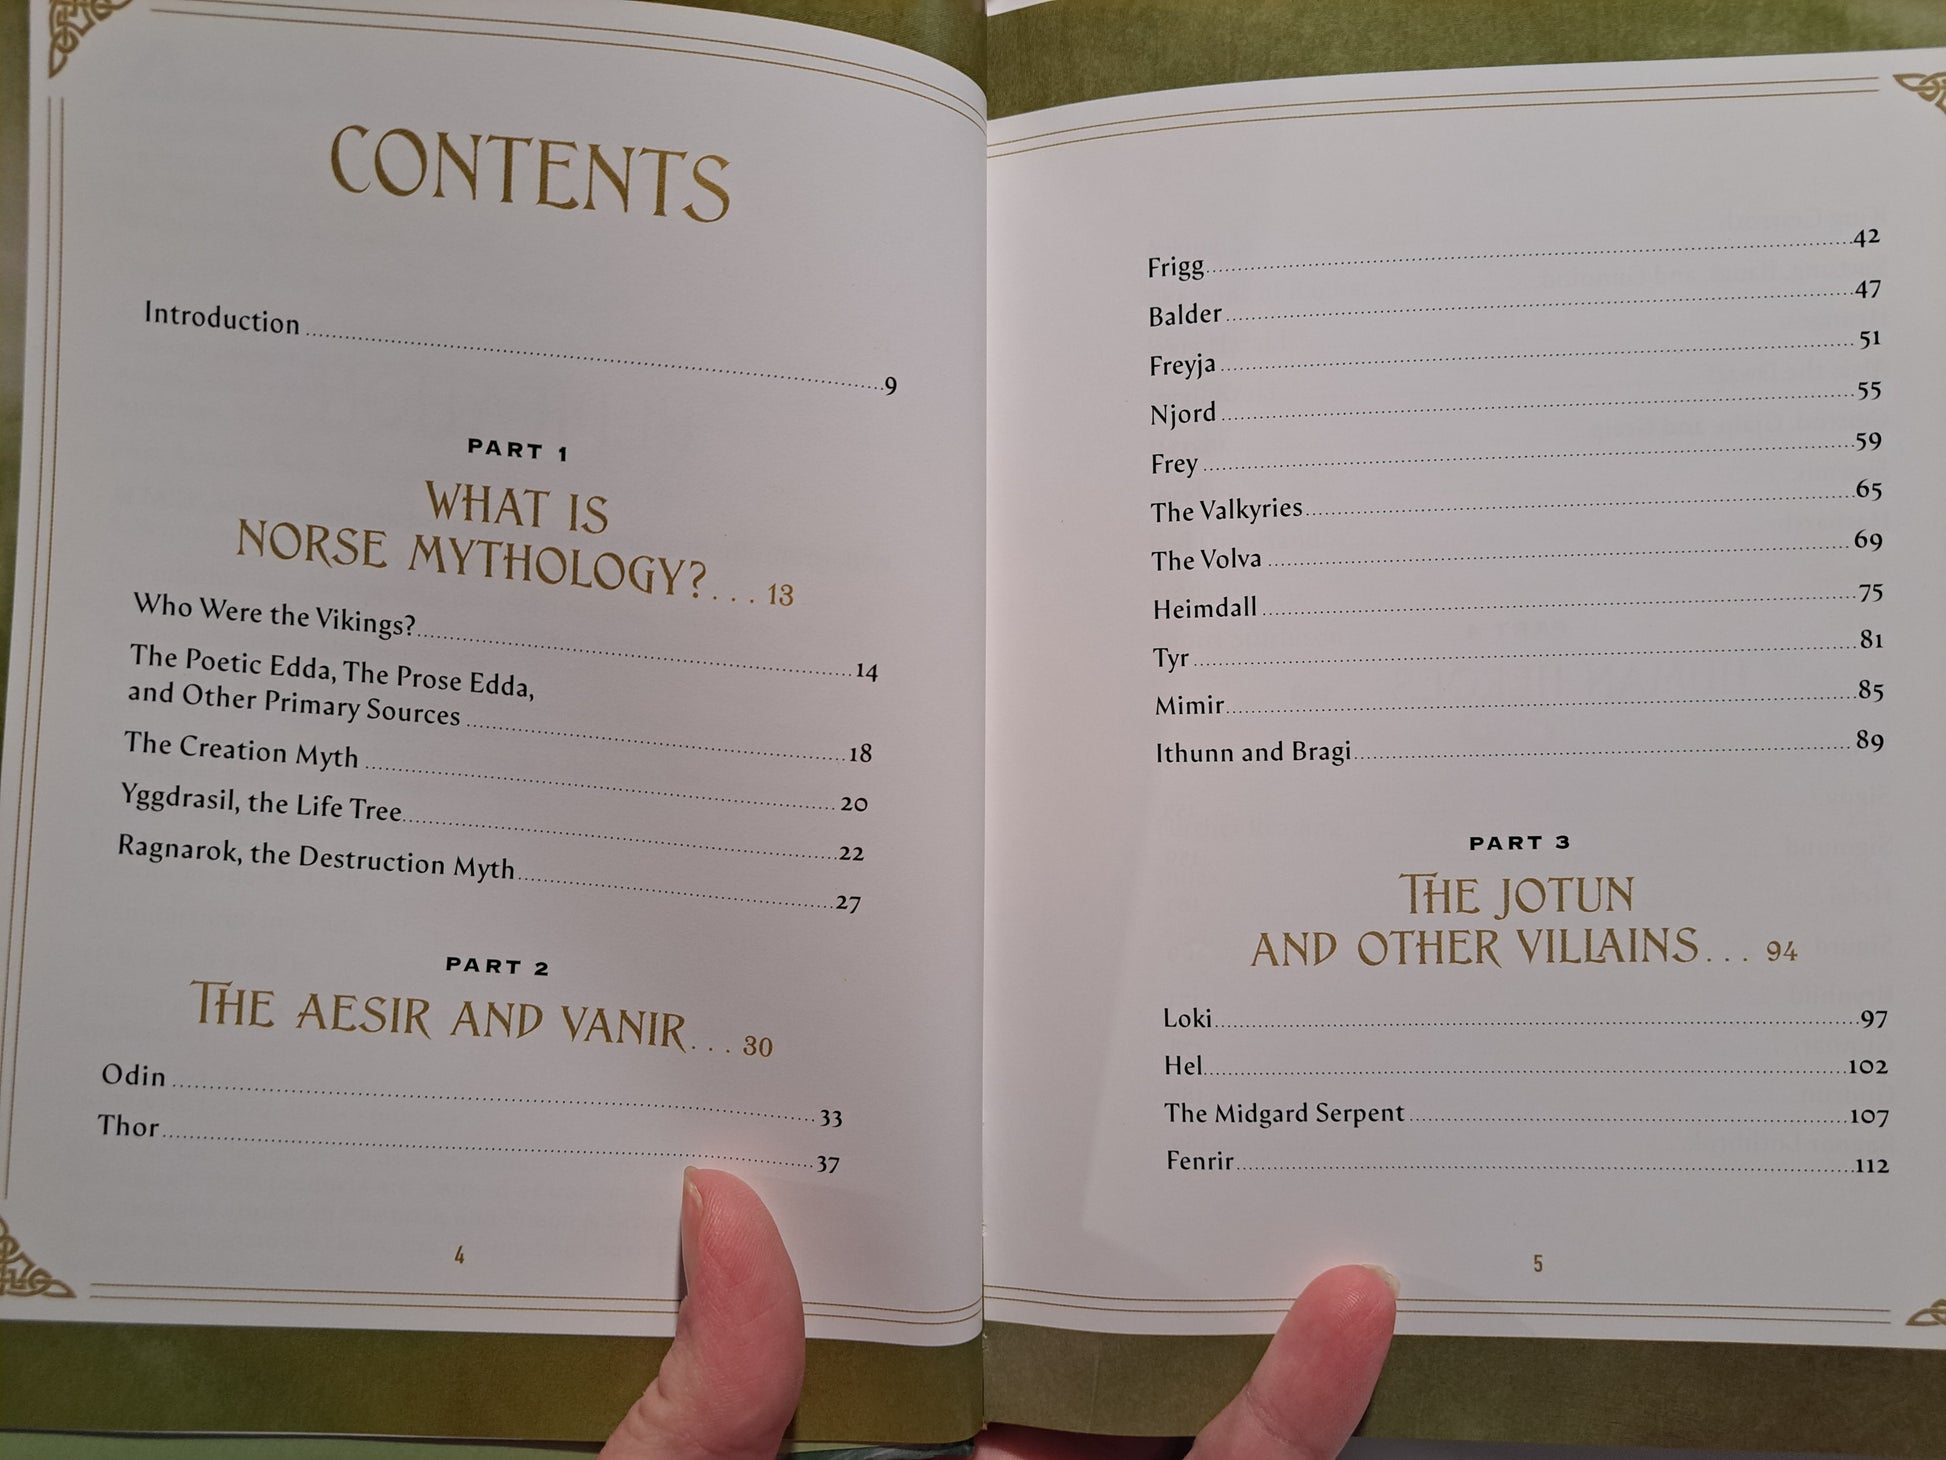 CONTENTS
Introduction........................9
PART 1
WHAT IS
NORSE MYTHOLOGY?... 13
Who Were the Vikings?........................14
The Poetic Edda, The Prose Edda,
and Other Primary Sources........................18
The Creation Myth........................20
Yggdrasil, the Life Tree........................22
Ragnarok, the Destruction Myth........................27
PART 2
THE AESIR AND VANIR... 30
Odin........................33
Thor........................37
4
Frigg........................42
Balder........................47
Freyja........................51
Njord........................55
Frey........................59
The Valkyries........................65
The Volva........................69
Heimdall........................75
Tyr........................81
Mimir........................85
Ithunn and Bragi........................89
PART 3
THE JOTUN
AND OTHER VILLAINS... 94
Loki........................97
Hel........................102
The Midgard Serpent........................107
Fenrir........................112
5